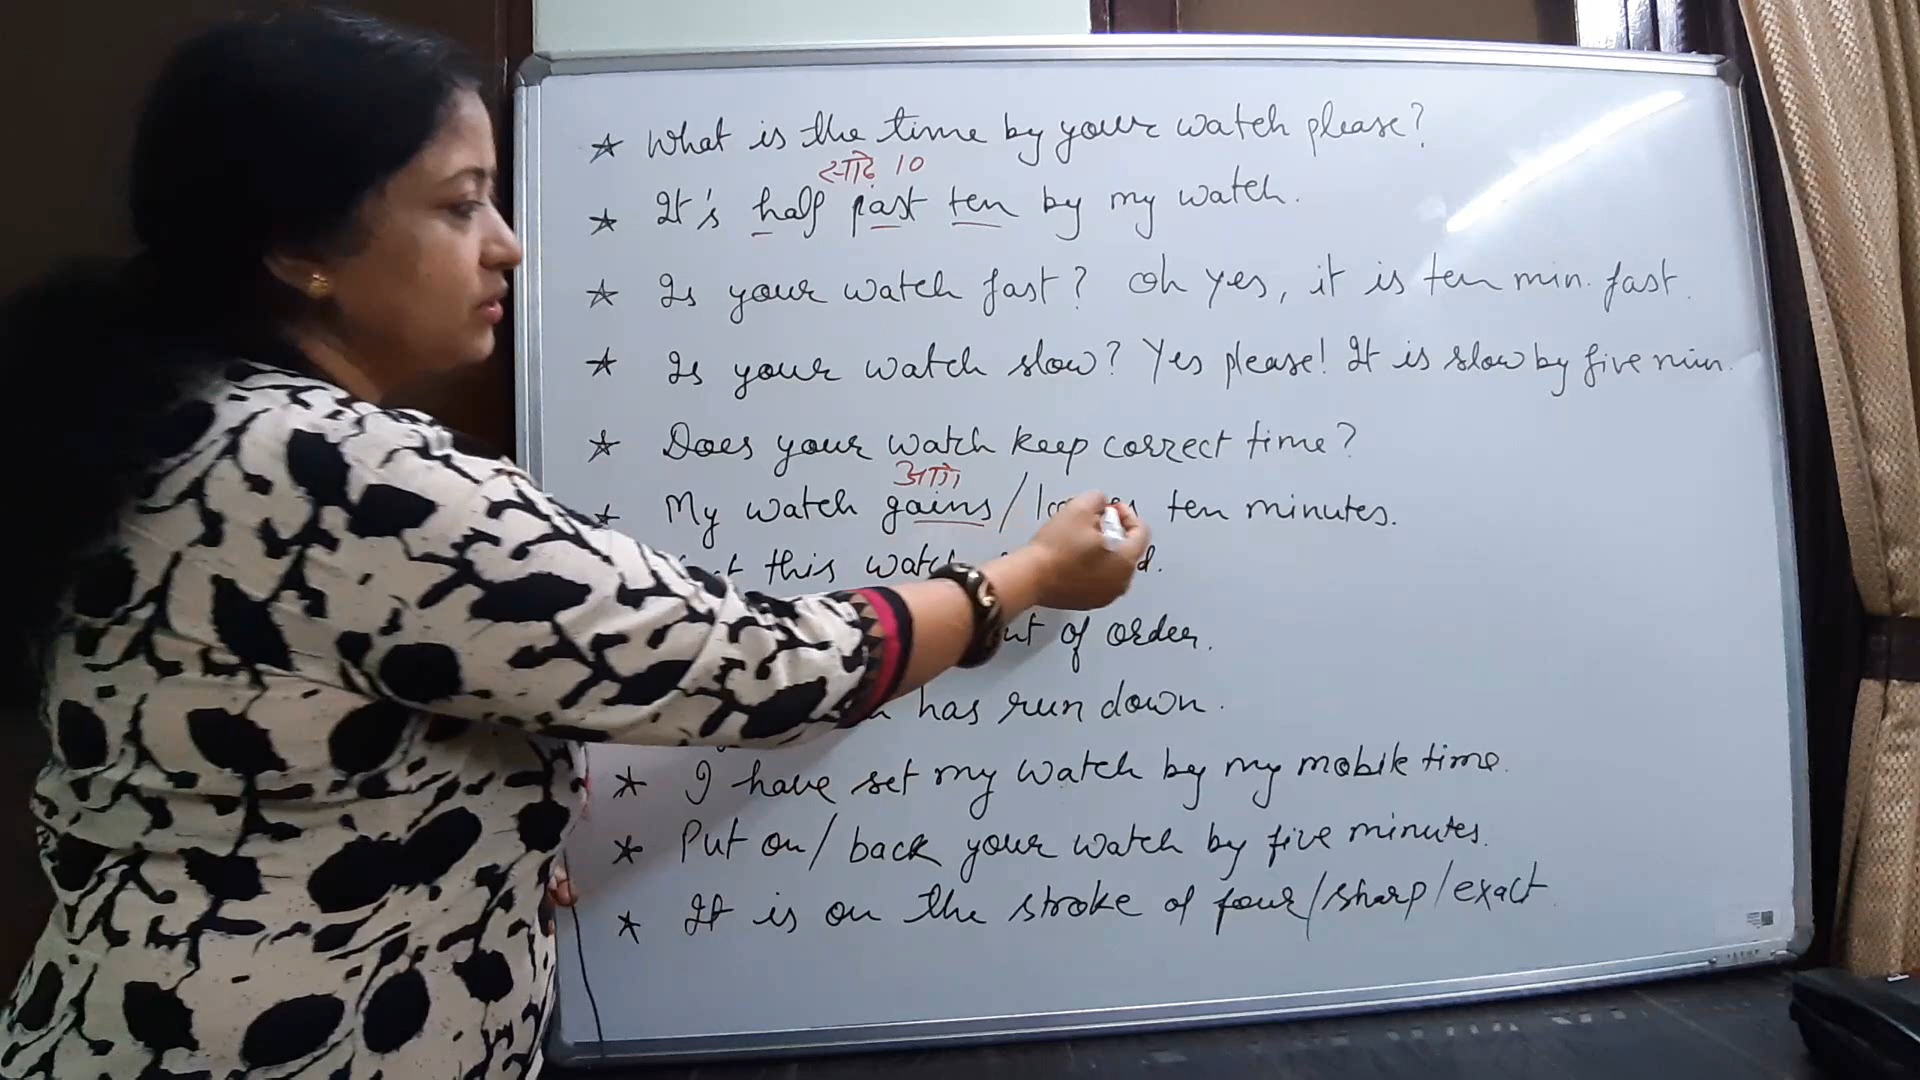 ★ What is the time by your watch please?
साढ़े 10
★ It's half past ten by my watch.
★ Is your watch fast? Oh yes, it is ten min. fast.
★ Is your watch slow? Yes please! It is slow by five min.
★ Does your watch keep correct time?
आगे
★ My watch gains / ten minutes.
this
of order.
has run down.
★ I have set my watch by my mobile time.
★ Put on/back your watch by five minutes.
★ It is on the stroke of four/sharp/exact